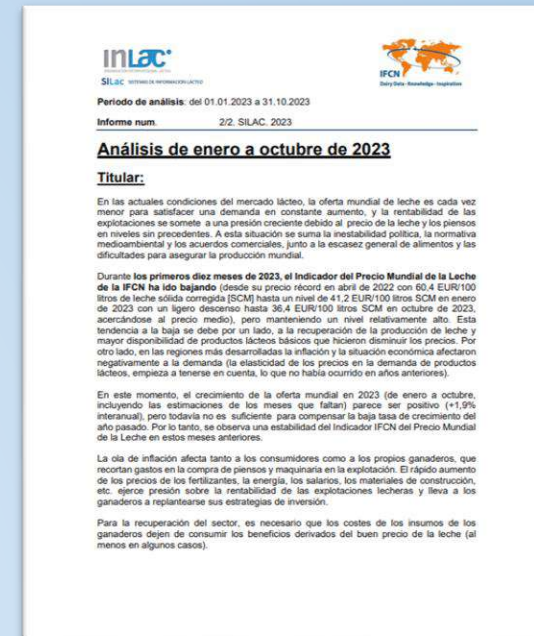 inLac
ORGANIZACIÓN INTERPROFESIONAL LÁCTEA
SiLac SISTEMA DE INFORMACIÓN LÁCTEO
IFCN
Dairy Data - Knowledge - Inspiration
Periodo de análisis: del 01.01.2023 a 31.10.2023
Informe num. 2/2. SILAC. 2023
Análisis de enero a octubre de 2023
Titular:
En las actuales condiciones del mercado lácteo, la oferta mundial de leche es cada vez
menor para satisfacer una demanda en constante aumento, y la rentabilidad de las
explotaciones se somete a una presión creciente debido al precio de la leche y los piensos
en niveles sin precedentes. A esta situación se suma la inestabilidad política, la normativa
medioambiental y los acuerdos comerciales, junto a la escasez general de alimentos y las
dificultades para asegurar la producción mundial.
Durante los primeros diez meses de 2023, el Indicador del Precio Mundial de la Leche
de la IFCN ha ido bajando (desde su precio récord en abril de 2022 con 60,4 EUR/100
litros de leche sólida corregida [SCM] hasta un nivel de 41,2 EUR/100 litros SCM en enero
de 2023 con un ligero descenso hasta 36,4 EUR/100 litros SCM en octubre de 2023,
acercándose al precio medio), pero manteniendo un nivel relativamente alto. Esta
tendencia a la baja se debe por un lado, a la recuperación de la producción de leche y
mayor disponibilidad de productos lácteos básicos que hicieron disminuir los precios. Por
otro lado, en las regiones más desarrolladas la inflación y la situación económica afectaron
negativamente a la demanda (la elasticidad de los precios en la demanda de productos
lácteos, empieza a tenerse en cuenta, lo que no había ocurrido en años anteriores).
En este momento, el crecimiento de la oferta mundial en 2023 (de enero a octubre,
incluyendo las estimaciones de los meses que faltan) parece ser positivo (+1,9%
interanual), pero todavía no es suficiente para compensar la baja tasa de crecimiento del
año pasado. Por lo tanto, se observa una estabilidad del Indicador IFCN del Precio Mundial
de la Leche en estos meses anteriores.
La ola de inflación afecta tanto a los consumidores como a los propios ganaderos, que
recortan gastos en la compra de piensos y maquinaria en la explotación. El rápido aumento
de los precios de los fertilizantes, la energía, los salarios, los materiales de construcción,
etc. ejerce presión sobre la rentabilidad de las explotaciones lecheras y lleva a los
ganaderos a replantearse sus estrategias de inversión.
Para la recuperación del sector, es necesario que los costes de los insumos de los
ganaderos dejen de consumir los beneficios derivados del buen precio de la leche (al
menos en algunos casos).